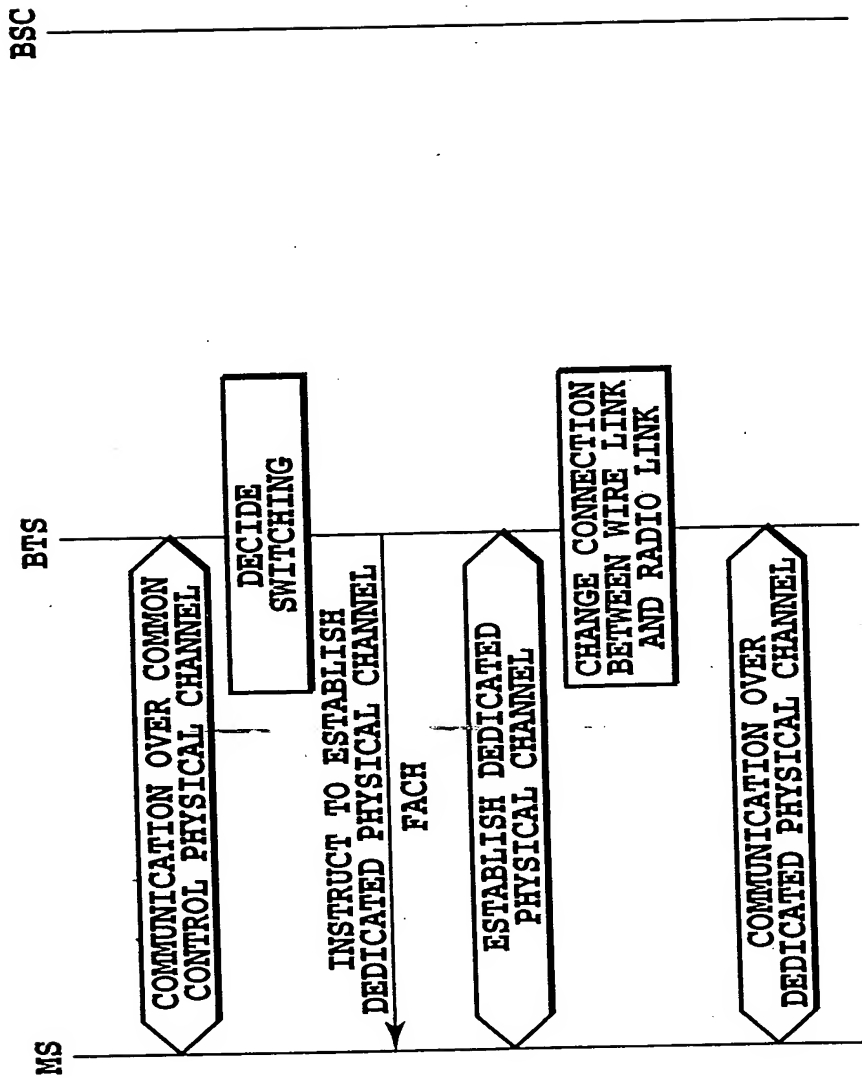 MS
BTS
BSC
COMMUNICATION OVER COMMON
CONTROL PHYSICAL CHANNEL
DECIDE
SWITCHING
INSTRUCT TO ESTABLISH
DEDICATED PHYSICAL CHANNEL
FACH
ESTABLISH DEDICATED
PHYSICAL CHANNEL
CHANGE CONNECTION
BETWEEN WIRE LINK
AND RADIO LINK
COMMUNICATION OVER
DEDICATED PHYSICAL CHANNEL